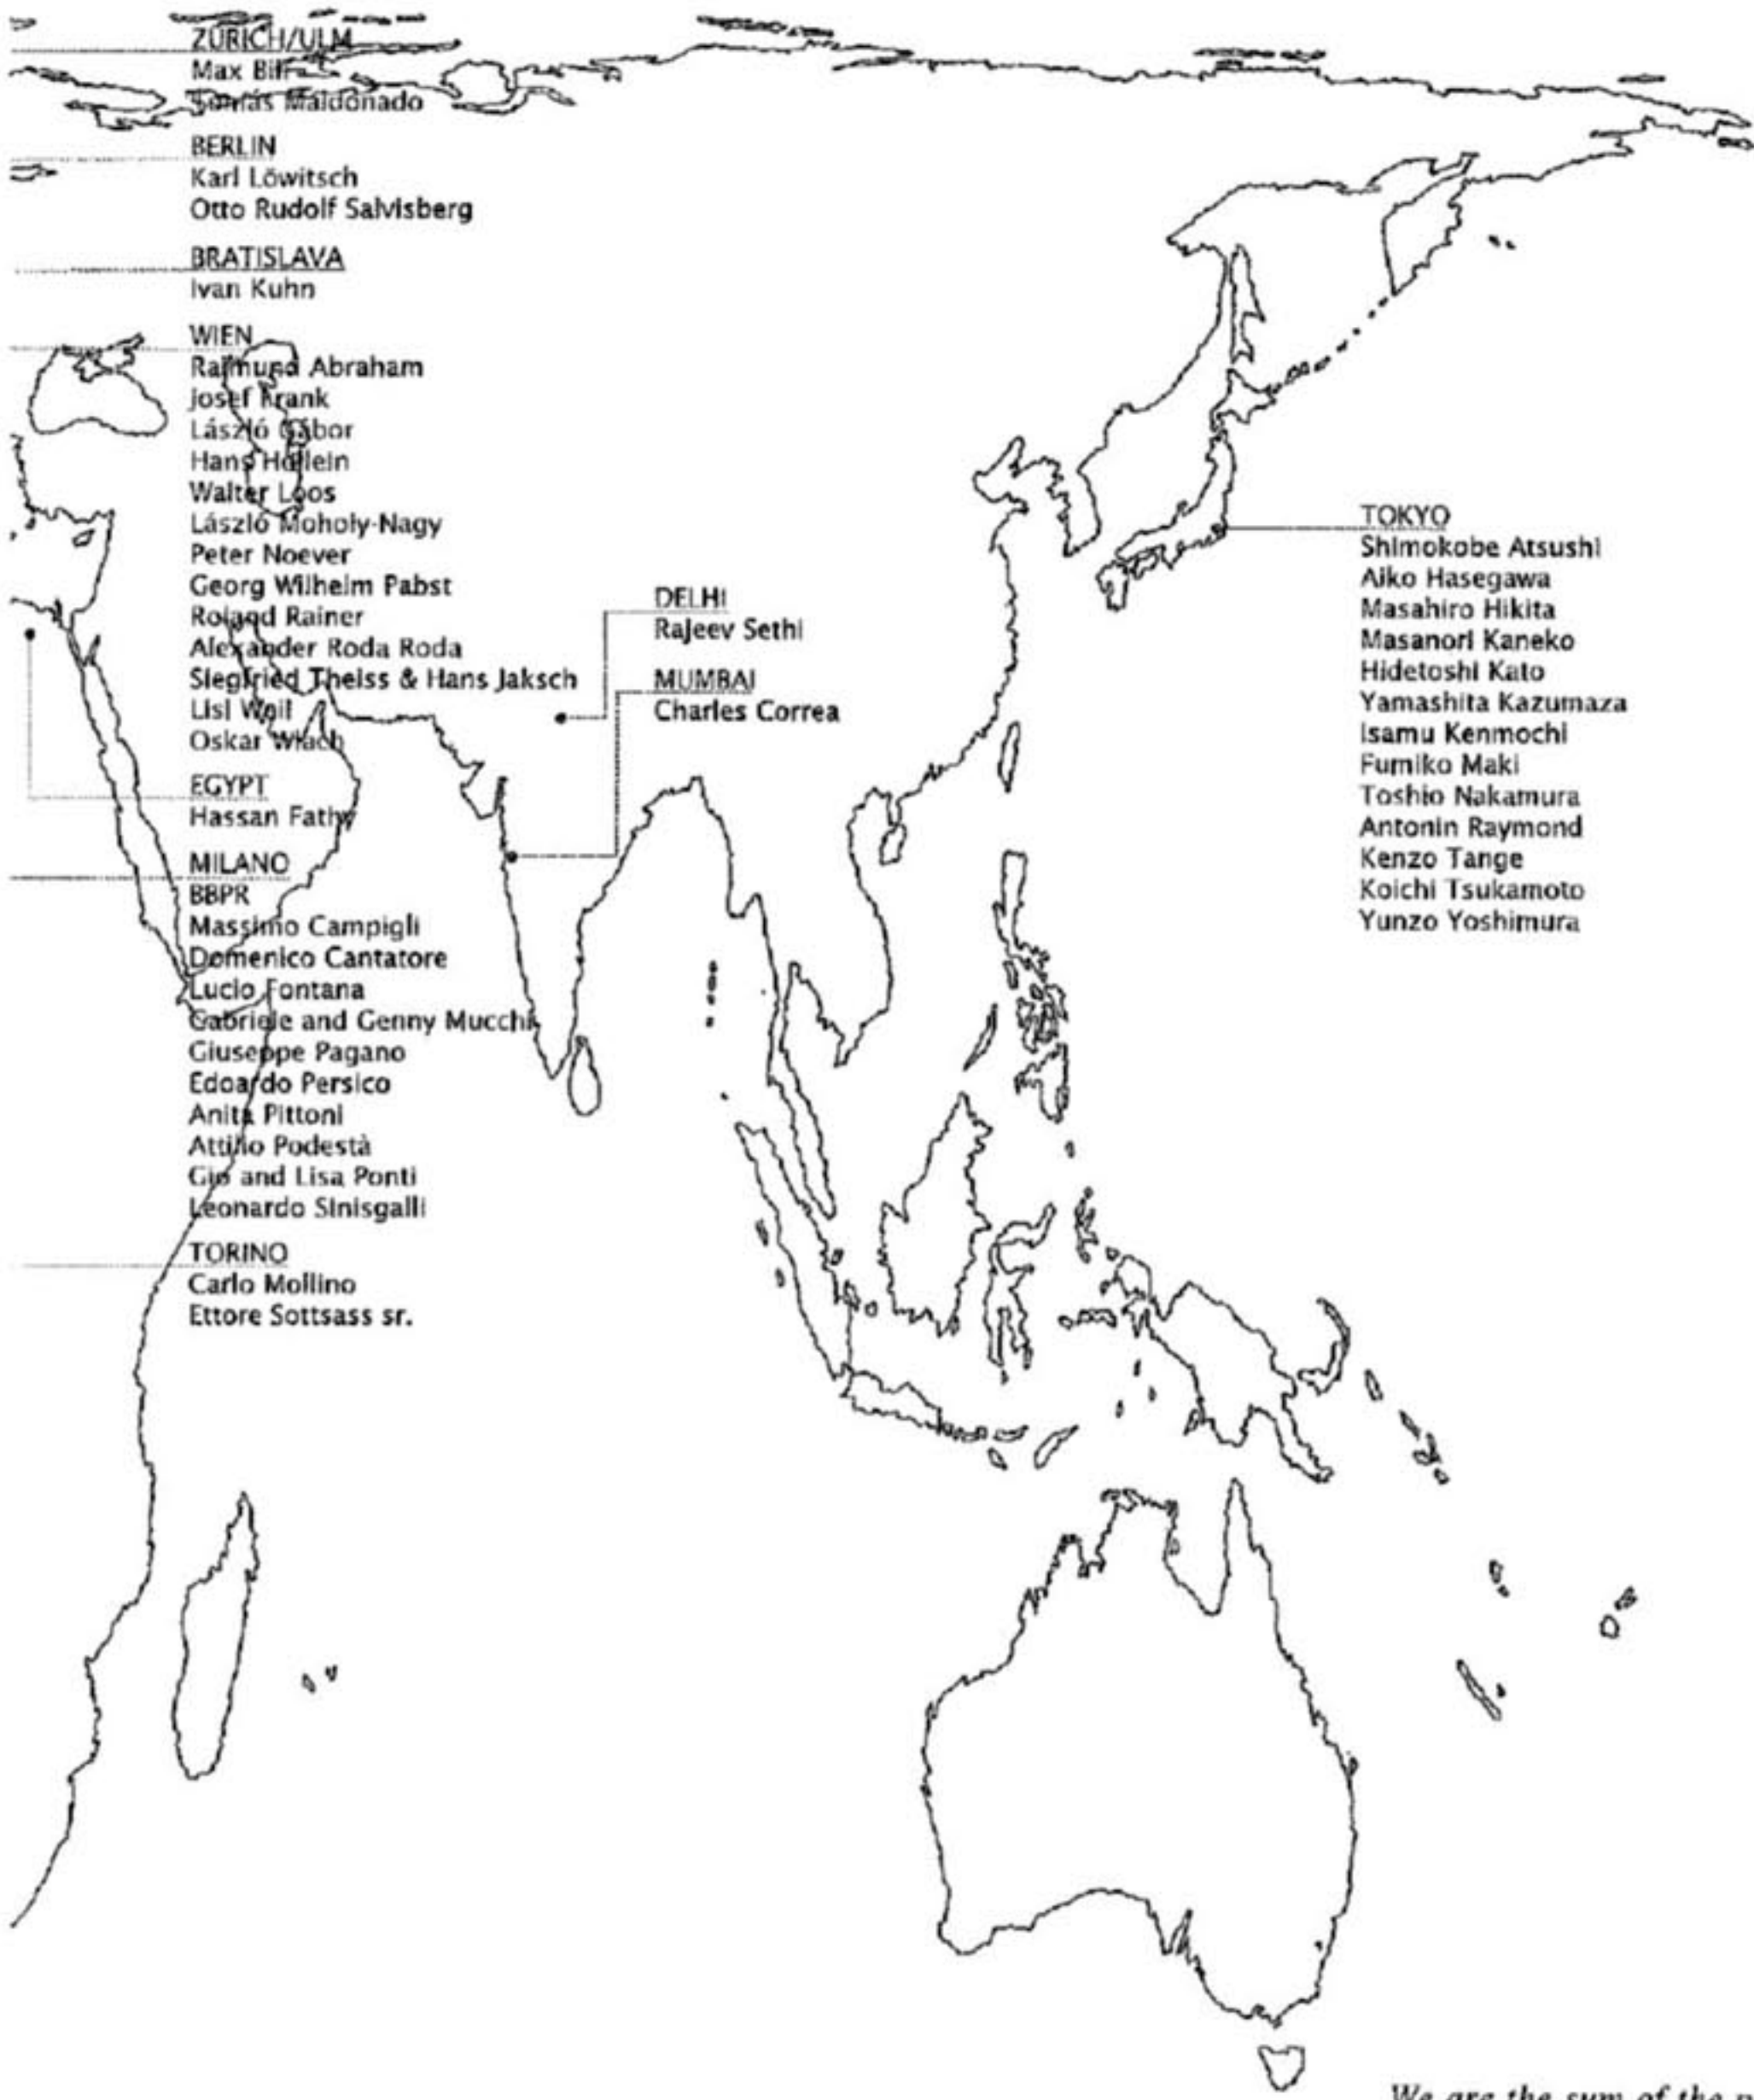 ZÜRICH/ULM
Max Bill
Tomás Maldonado
BERLIN
Karl Löwitsch
Otto Rudolf Salvisberg
BRATISLAVA
Ivan Kuhn
WIEN
Raimund Abraham
Josef Frank
László Gábor
Hans Hollein
Walter Loos
László Moholy-Nagy
Peter Noever
Georg Wilhelm Pabst
Roland Rainer
Alexander Roda Roda
Siegfried Theiss & Hans Jaksch
Lisl Weil
Oskar Wlach
EGYPT
Hassan Fathy
MILANO
BBPR
Massimo Campigli
Domenico Cantatore
Lucio Fontana
Gabriele and Genny Mucchi
Giuseppe Pagano
Edoardo Persico
Anita Pittoni
Attilio Podestà
Gio and Lisa Ponti
Leonardo Sinisgalli
TORINO
Carlo Mollino
Ettore Sottsass sr.
DELHI
Rajeev Sethi
MUMBAI
Charles Correa
TOKYO
Shimokobe Atsushi
Aiko Hasegawa
Masahiro Hikita
Masanori Kaneko
Hidetoshi Kato
Yamashita Kazumaza
Isamu Kenmochi
Fumiko Maki
Toshio Nakamura
Antonin Raymond
Kenzo Tange
Koichi Tsukamoto
Yunzo Yoshimura
We are the sum of the